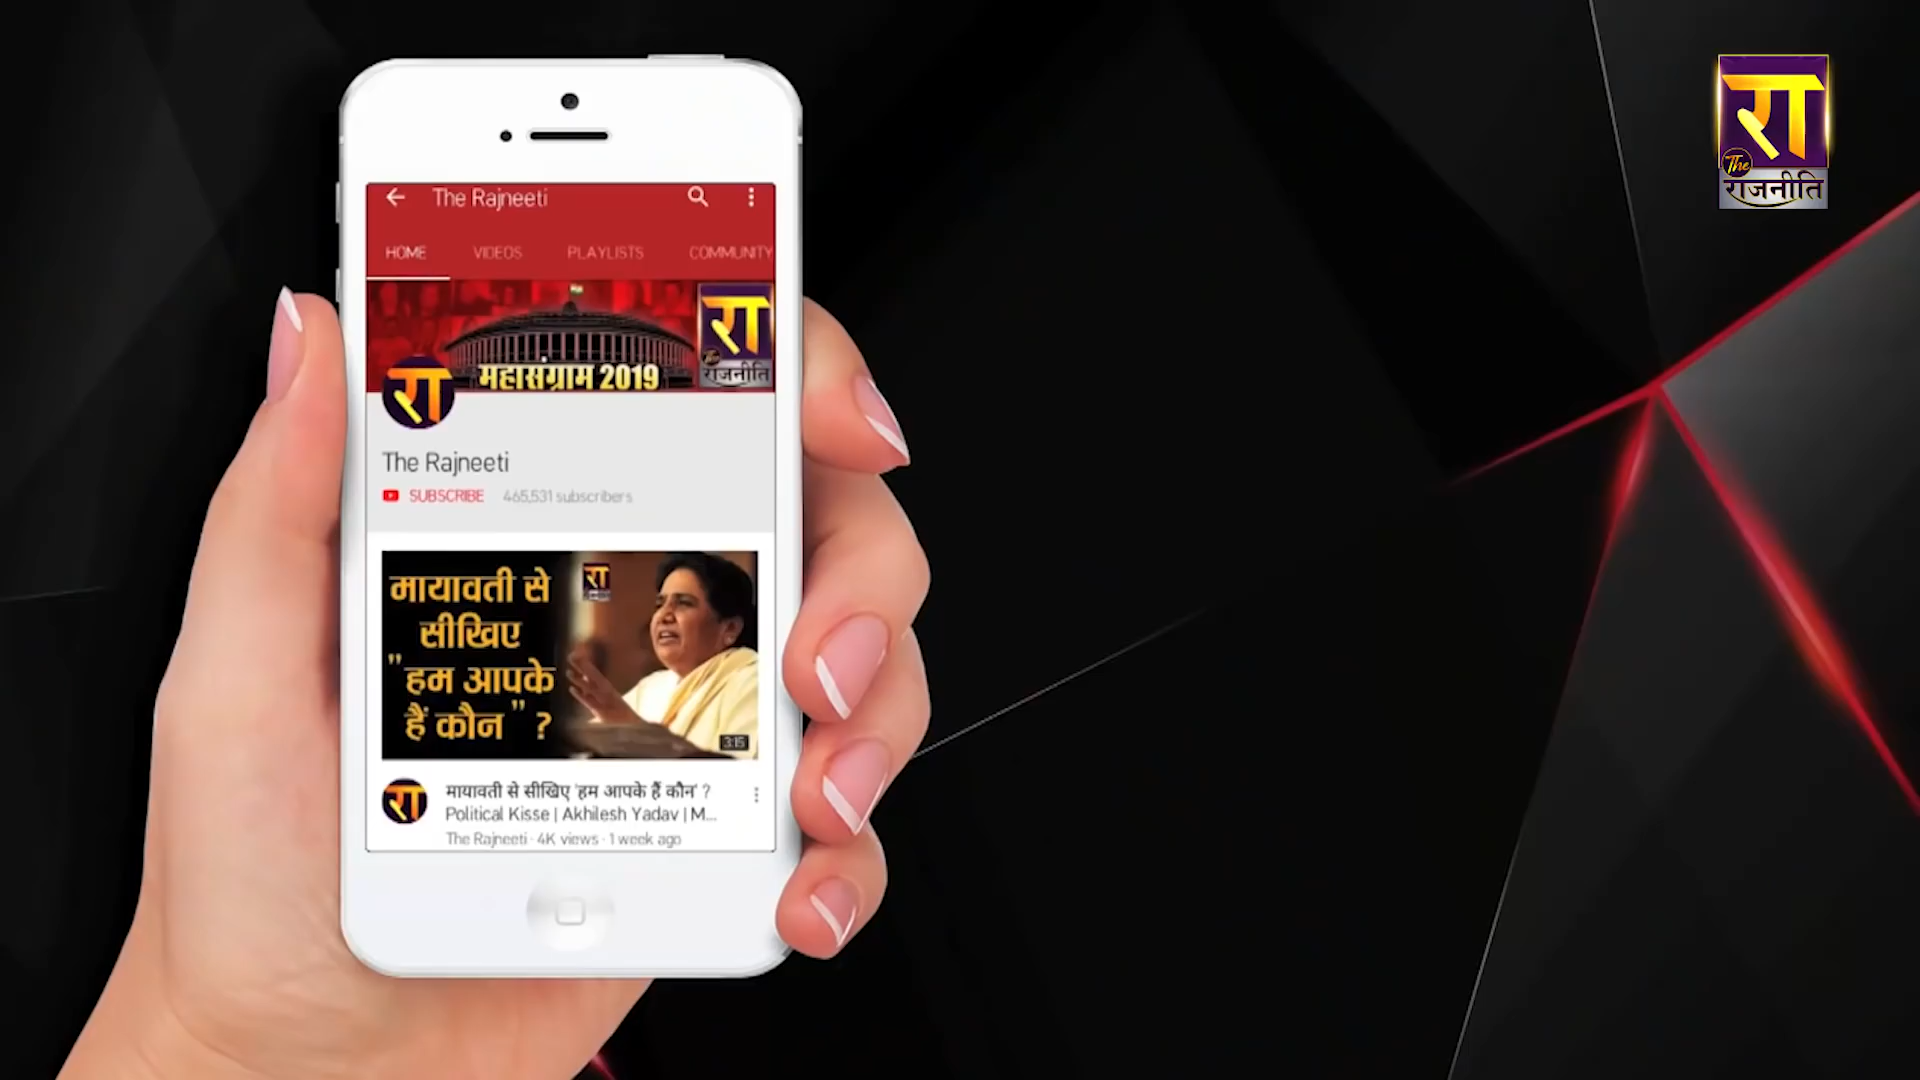 The Rajneeti
HOME VIDEOS PLAYLISTS COMMUNITY
रा
The
राजनीति
महासंग्राम 2019
रा
The Rajneeti
SUBSCRIBE 465,531 subscribers
मायावती से
सीखिए
"हम आपके
हैं कौन" ?
रा
3:15
रा
मायावती से सीखिए 'हम आपके हैं कौन' ?
Political Kisse | Akhilesh Yadav | M...
The Rajneeti · 4K views · 1 week ago
रा
The
राजनीति